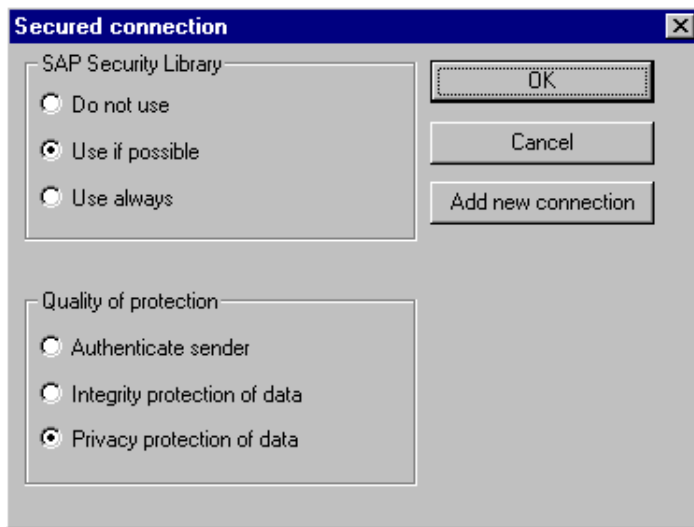 Secured connection
SAP Security Library
Do not use
Use if possible
Use always
OK
Cancel
Add new connection
Quality of protection
Authenticate sender
Integrity protection of data
Privacy protection of data